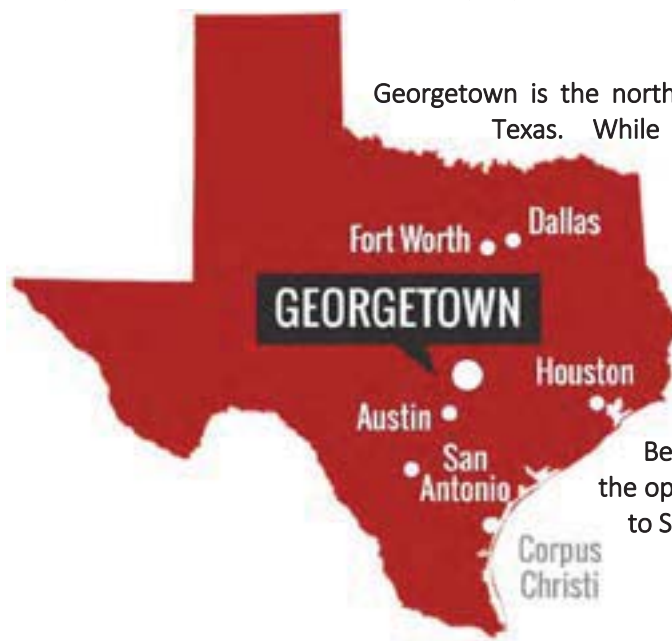 Georgetown is the north
Texas. While
Fort Worth
Dallas
GEORGETOWN
Houston
Austin
San
Antonio
Be
the op
to S
Corpus
Christi